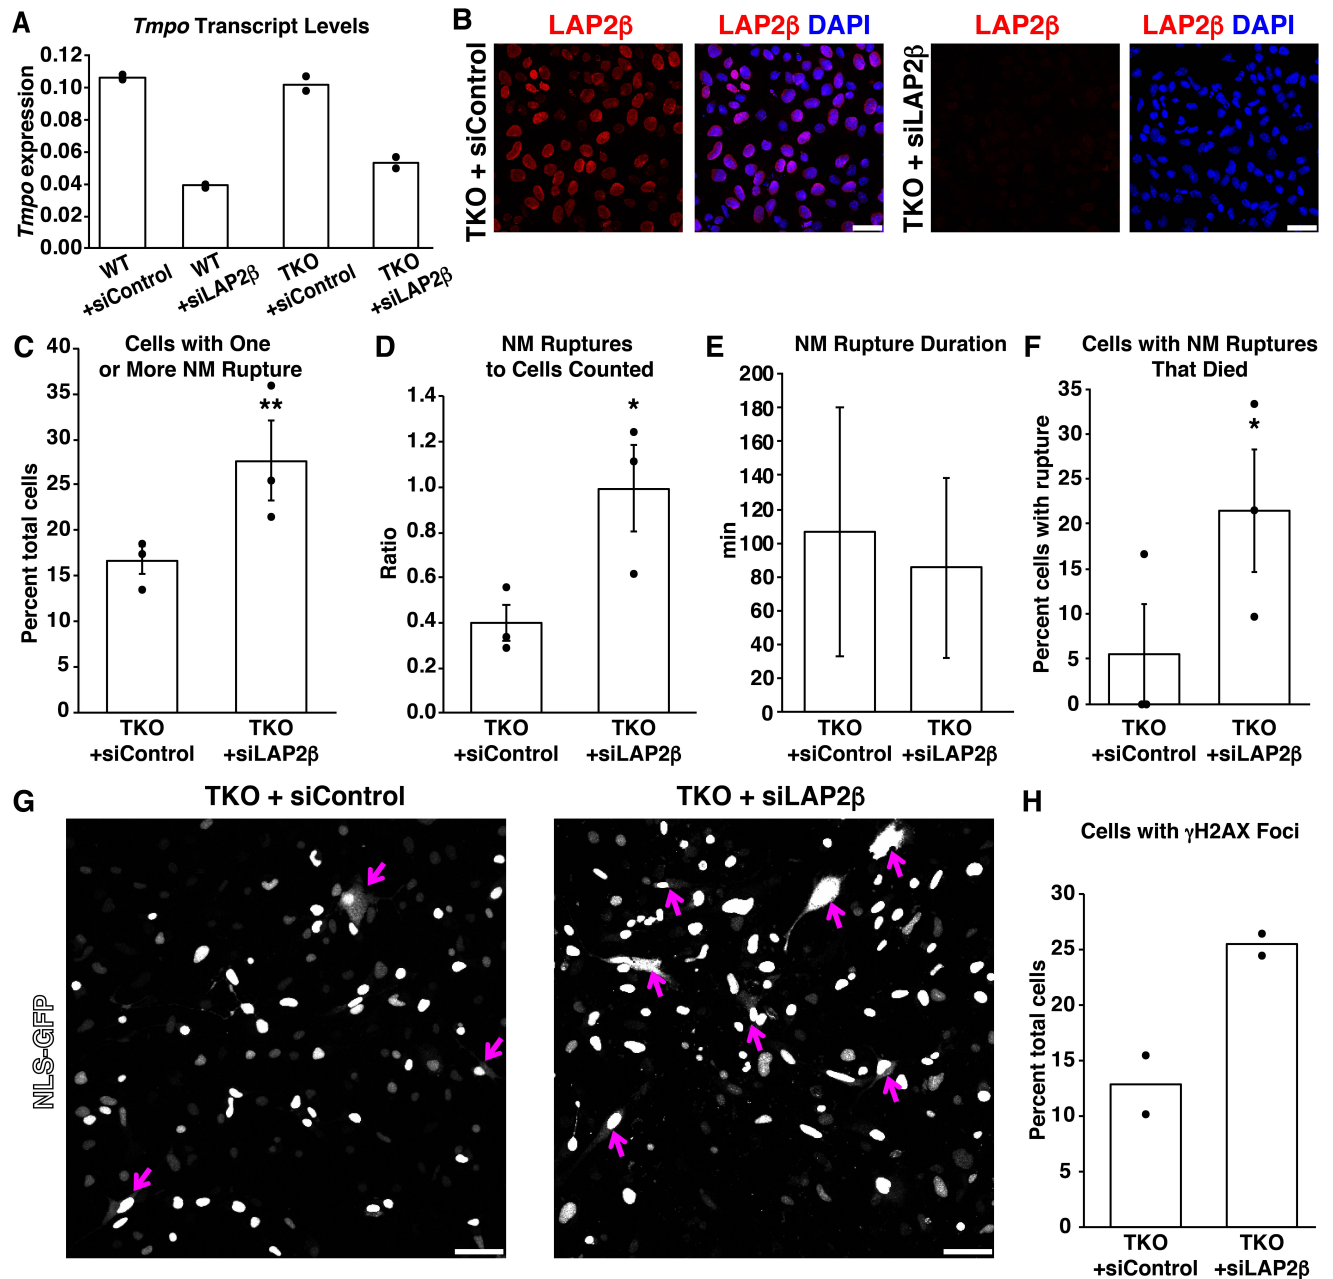 A
Tmpo Transcript Levels
Tmpo expression
0.12
0.10
0.08
0.06
0.04
0.02
0.00
WT
+siControl
WT
+siLAP2β
TKO
+siControl
TKO
+siLAP2β
B
LAP2β
LAP2β DAPI
LAP2β
LAP2β DAPI
TKO + siControl
TKO + siLAP2β
C
Cells with One
or More NM Rupture
Percent total cells
40
35
30
25
20
15
10
5
0
**
TKO
+siControl
TKO
+siLAP2β
D
NM Ruptures
to Cells Counted
Ratio
1.4
1.2
1.0
0.8
0.6
0.4
0.2
0.0
*
TKO
+siControl
TKO
+siLAP2β
E
NM Rupture Duration
min
200
180
160
140
120
100
80
60
40
20
0
TKO
+siControl
TKO
+siLAP2β
F
Cells with NM Ruptures
That Died
Percent cells with rupture
35
30
25
20
15
10
5
0
*
TKO
+siControl
TKO
+siLAP2β
G
TKO + siControl
TKO + siLAP2β
NLS-GFP
H
Cells with γH2AX Foci
Percent total cells
30
25
20
15
10
5
0
TKO
+siControl
TKO
+siLAP2β